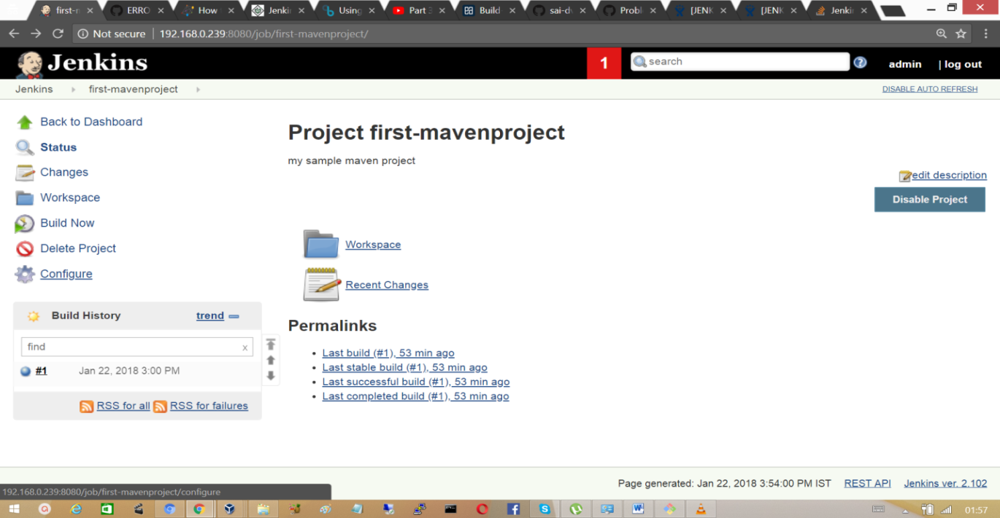 first-n
ERRO
How
Jenki
Using
Part 3
Build
sai-dv
Probl
[JENK
[JENK
Jenki
Not secure 192.168.0.239:8080/job/first-mavenproject/
Jenkins 1 search admin | log out
Jenkins first-mavenproject DISABLE AUTO REFRESH
Back to Dashboard
Status
Changes
Workspace
Build Now
Delete Project
Configure
Build History trend
find x
#1 Jan 22, 2018 3:00 PM
RSS for all RSS for failures
Project first-mavenproject
my sample maven project
edit description
Disable Project
Workspace
Recent Changes
Permalinks
Last build (#1), 53 min ago
Last stable build (#1), 53 min ago
Last successful build (#1), 53 min ago
Last completed build (#1), 53 min ago
Page generated: Jan 22, 2018 3:54:00 PM IST REST API Jenkins ver. 2.102
192.168.0.239:8080/job/first-mavenproject/configure
01:57